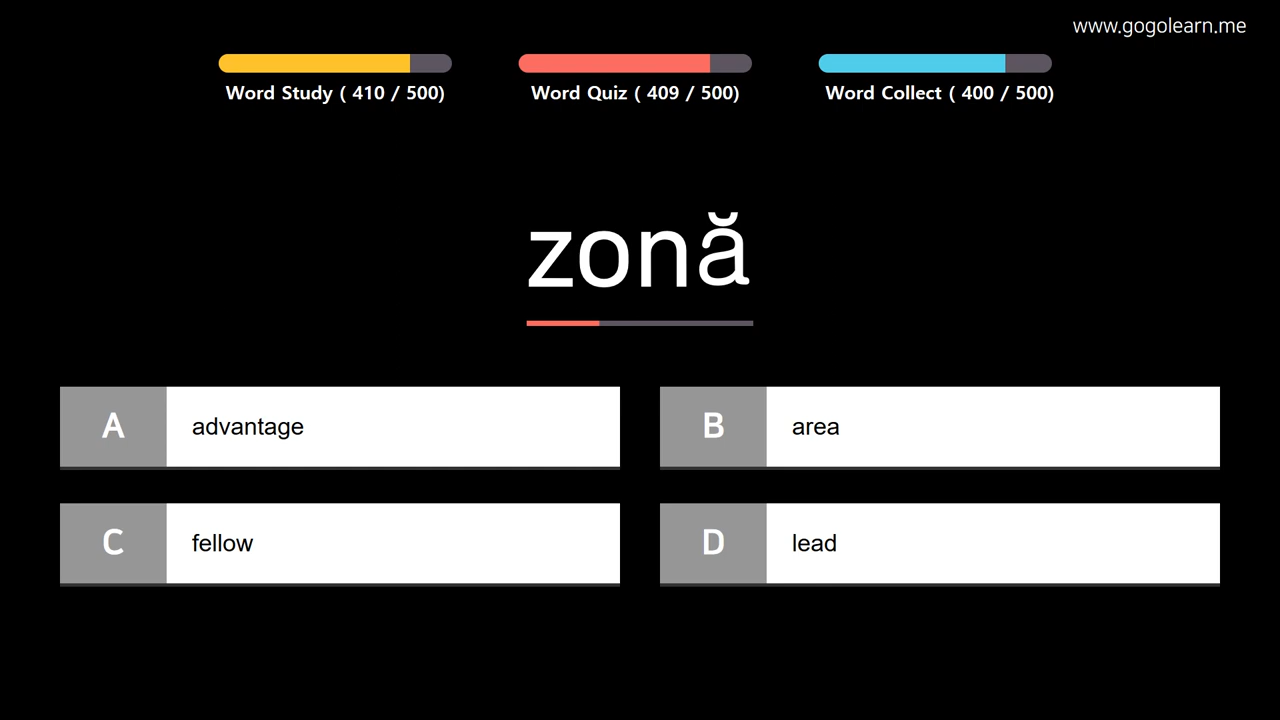 www.gogolearn.me
Word Study ( 410 / 500)
Word Quiz ( 409 / 500)
Word Collect ( 400 / 500)
zonă
A advantage
B area
C fellow
D lead